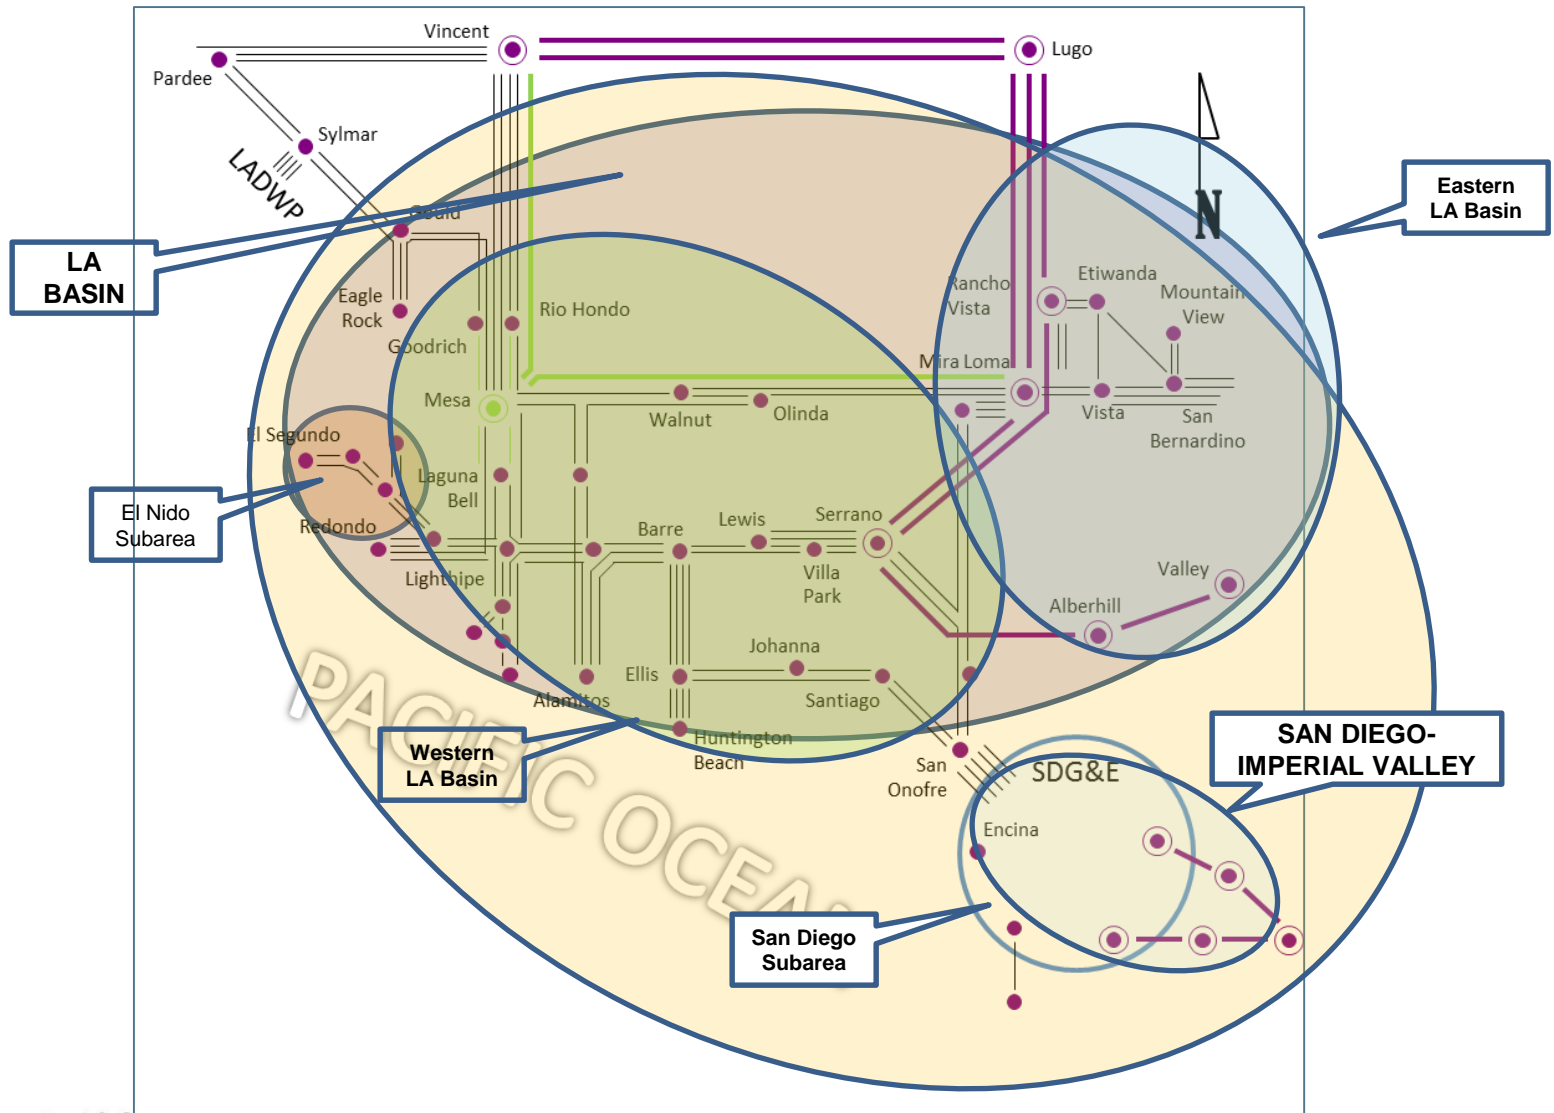 Vincent
Lugo
Pardee
Sylmar
LADWP
Gould
Eastern
LA Basin
N
LA
BASIN
Eagle
Rock
Rio Hondo
Goodrich
Rancho
Vista
Etiwanda
Mountain
View
Mira Loma
Mesa
Walnut
Olinda
Vista
San
Bernardino
El Segundo
Laguna
Bell
El Nido
Subarea
Redondo
Lighthipe
Barre
Lewis
Serrano
Villa
Park
Valley
Alberhill
Johanna
Ellis
Santiago
Alamitos
PACIFIC OCEAN
Western
LA Basin
Huntington
Beach
San
Onofre
SDG&E
SAN DIEGO-
IMPERIAL VALLEY
Encina
San Diego
Subarea